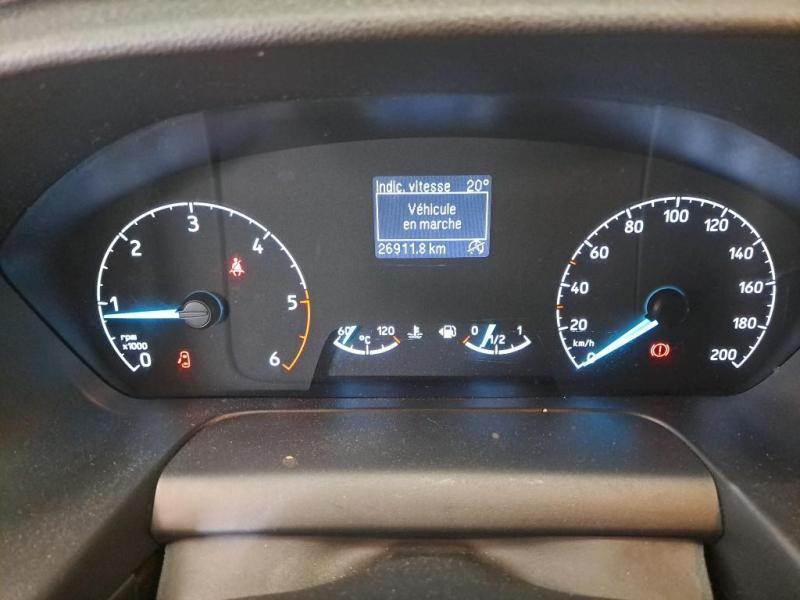 Indic. vitesse 20°
Véhicule
en marche
26911.8 km
0 1 2 3 4 5 6
rpm
x1000
60 120
°C
0 1/2 1
0 20 40 60 80 100 120 140 160 180 200
km/h